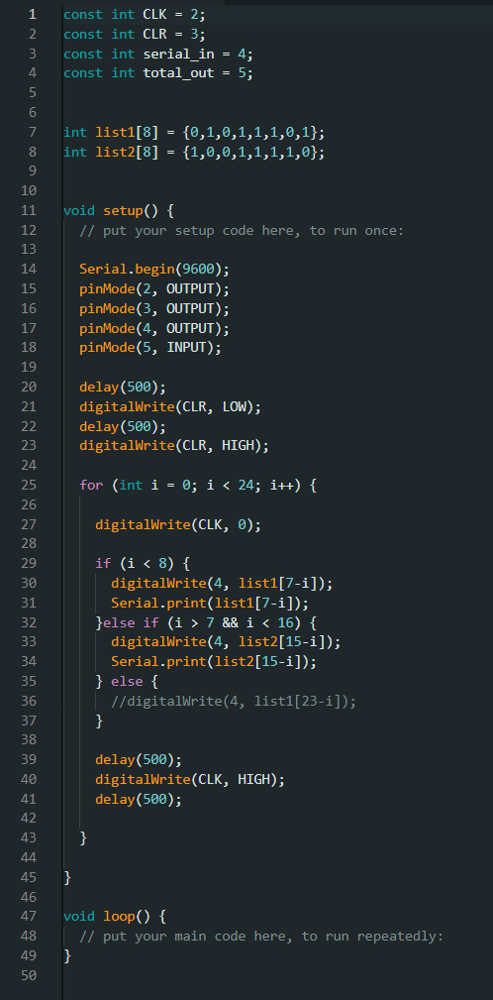 1 const int CLK = 2;
2 const int CLR = 3;
3 const int serial_in = 4;
4 const int total_out = 5;
5
6
7 int list1[8] = {0,1,0,1,1,1,0,1};
8 int list2[8] = {1,0,0,1,1,1,1,0};
9
10
11 void setup() {
12   // put your setup code here, to run once:
13
14   Serial.begin(9600);
15   pinMode(2, OUTPUT);
16   pinMode(3, OUTPUT);
17   pinMode(4, OUTPUT);
18   pinMode(5, INPUT);
19
20   delay(500);
21   digitalWrite(CLR, LOW);
22   delay(500);
23   digitalWrite(CLR, HIGH);
24
25   for (int i = 0; i < 24; i++) {
26
27     digitalWrite(CLK, 0);
28
29     if (i < 8) {
30       digitalWrite(4, list1[7-i]);
31       Serial.print(list1[7-i]);
32     }else if (i > 7 && i < 16) {
33       digitalWrite(4, list2[15-i]);
34       Serial.print(list2[15-i]);
35     } else {
36       //digitalWrite(4, list1[23-i]);
37     }
38
39     delay(500);
40     digitalWrite(CLK, HIGH);
41     delay(500);
42
43   }
44
45 }
46
47 void loop() {
48   // put your main code here, to run repeatedly:
49 }
50